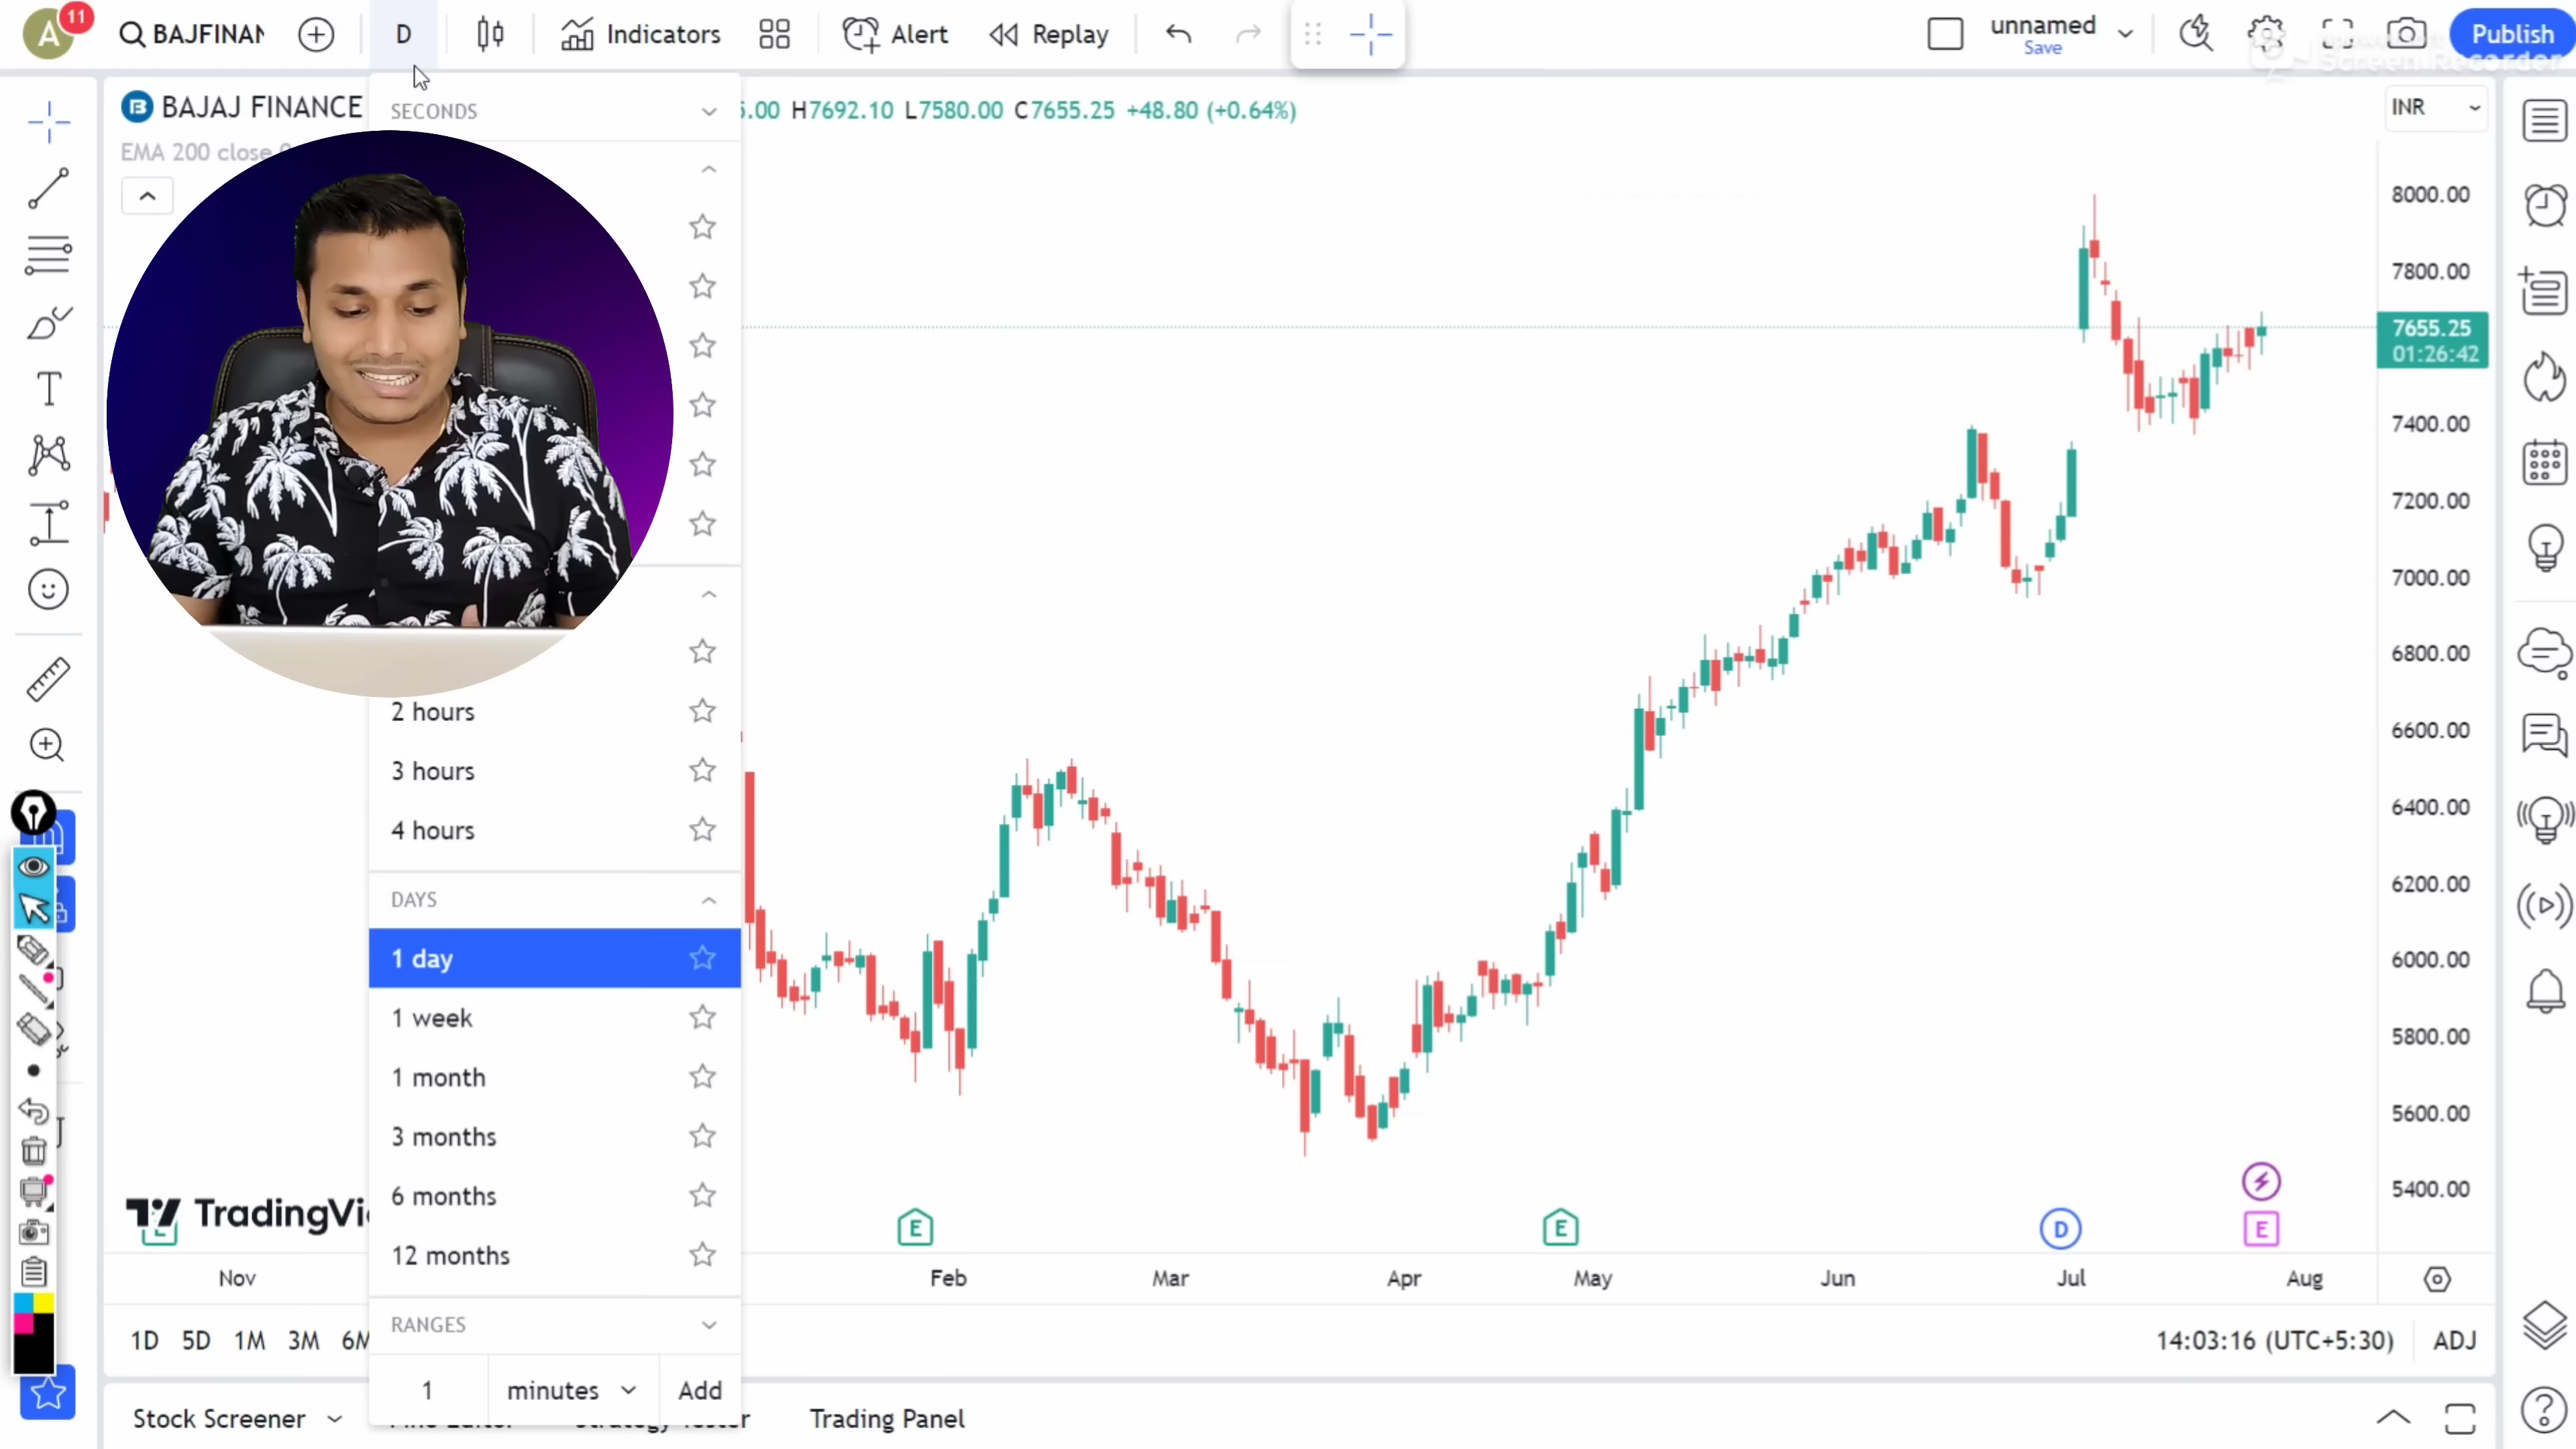 A 11 BAJFINAN D Indicators Alert Replay unnamed Save Publish
Screen Recorder
BAJAJ FINANCE SECONDS 5.00 H7692.10 L7580.00 C7655.25 +48.80 (+0.64%) INR
EMA 200 close
8000.00
7800.00
7655.25
01:26:42
7400.00
7200.00
7000.00
6800.00
6600.00
6400.00
6200.00
6000.00
5800.00
5600.00
5400.00
2 hours
3 hours
4 hours
DAYS
1 day
1 week
1 month
3 months
6 months
12 months
RANGES
1 minutes Add
TradingVi
E E D E
Nov Feb Mar Apr May Jun Jul Aug
1D 5D 1M 3M 6M 14:03:16 (UTC+5:30) ADJ
Stock Screener Trading Panel